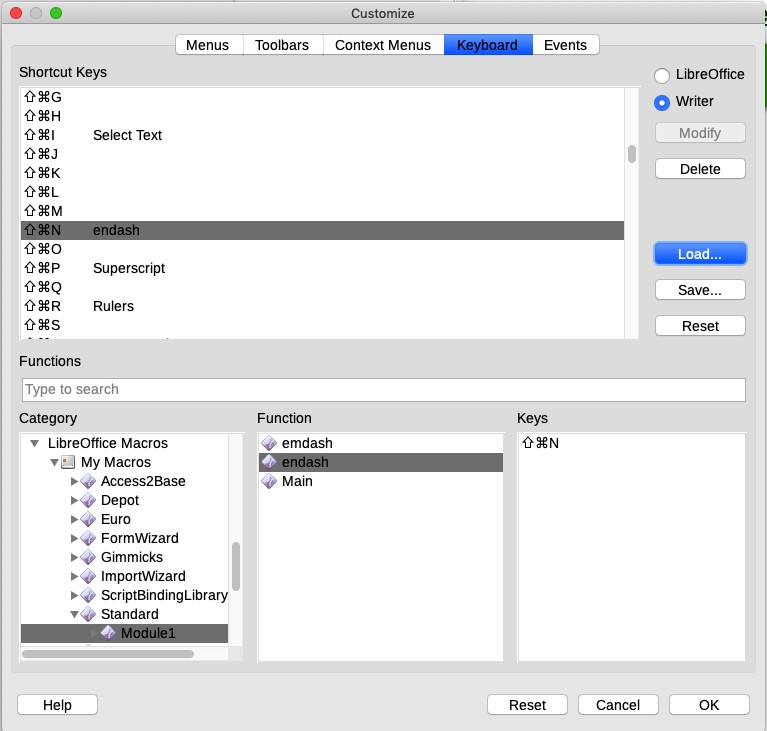 Customize
Menus Toolbars Context Menus Keyboard Events
Shortcut Keys
⇧⌘G
⇧⌘H
⇧⌘I Select Text
⇧⌘J
⇧⌘K
⇧⌘L
⇧⌘M
⇧⌘N endash
⇧⌘O
⇧⌘P Superscript
⇧⌘Q
⇧⌘R Rulers
⇧⌘S
LibreOffice
Writer
Modify
Delete
Load...
Save...
Reset
Functions
Type to search
Category
LibreOffice Macros
My Macros
Access2Base
Depot
Euro
FormWizard
Gimmicks
ImportWizard
ScriptBindingLibrary
Standard
Module1
Function
emdash
endash
Main
Keys
⇧⌘N
Help Reset Cancel OK